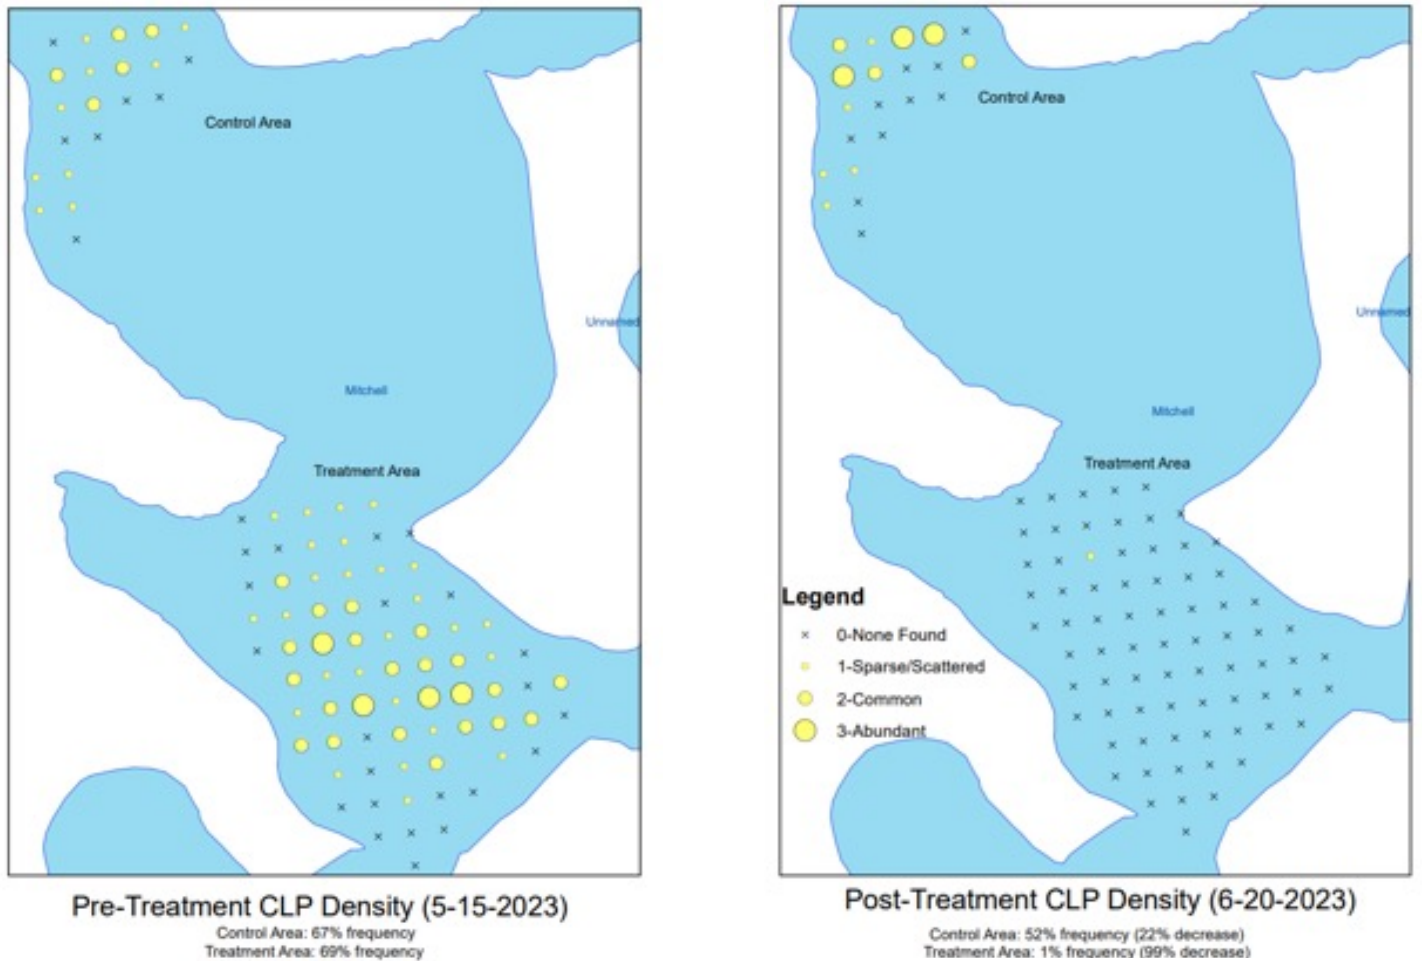 Control Area
Unnamed
Mitchell
Treatment Area
Pre-Treatment CLP Density (5-15-2023)
Control Area: 67% frequency
Treatment Area: 69% frequency
Control Area
Unnamed
Mitchell
Treatment Area
Legend
0-None Found
1-Sparse/Scattered
2-Common
3-Abundant
Post-Treatment CLP Density (6-20-2023)
Control Area: 52% frequency (22% decrease)
Treatment Area: 1% frequency (99% decrease)